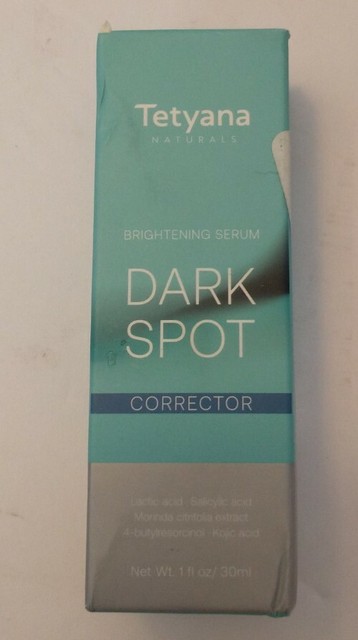 Tetyana
NATURALS
BRIGHTENING SERUM
DARK
SPOT
CORRECTOR
Lactic acid · Salicylic acid
Morinda citrifolia extract
4-butylresorcinol · Kojic acid
Net Wt. 1 fl oz/ 30ml